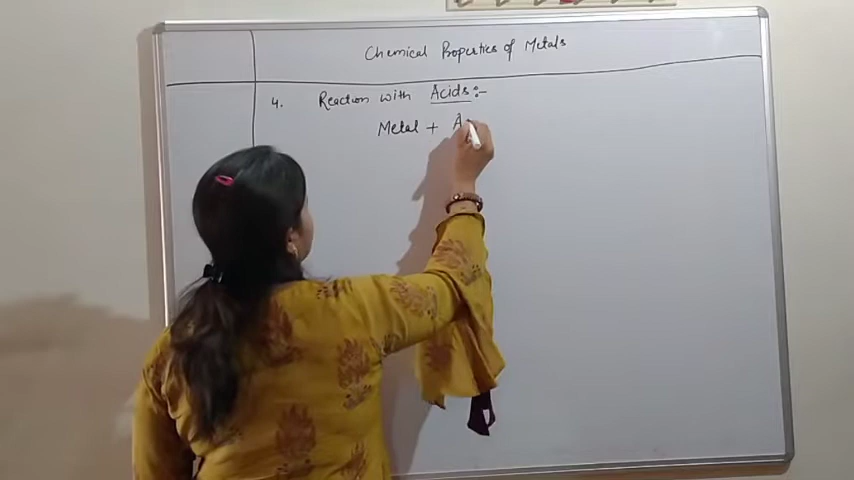 Chemical Properties of Metals
4. Reaction with Acids:-
Metal + A